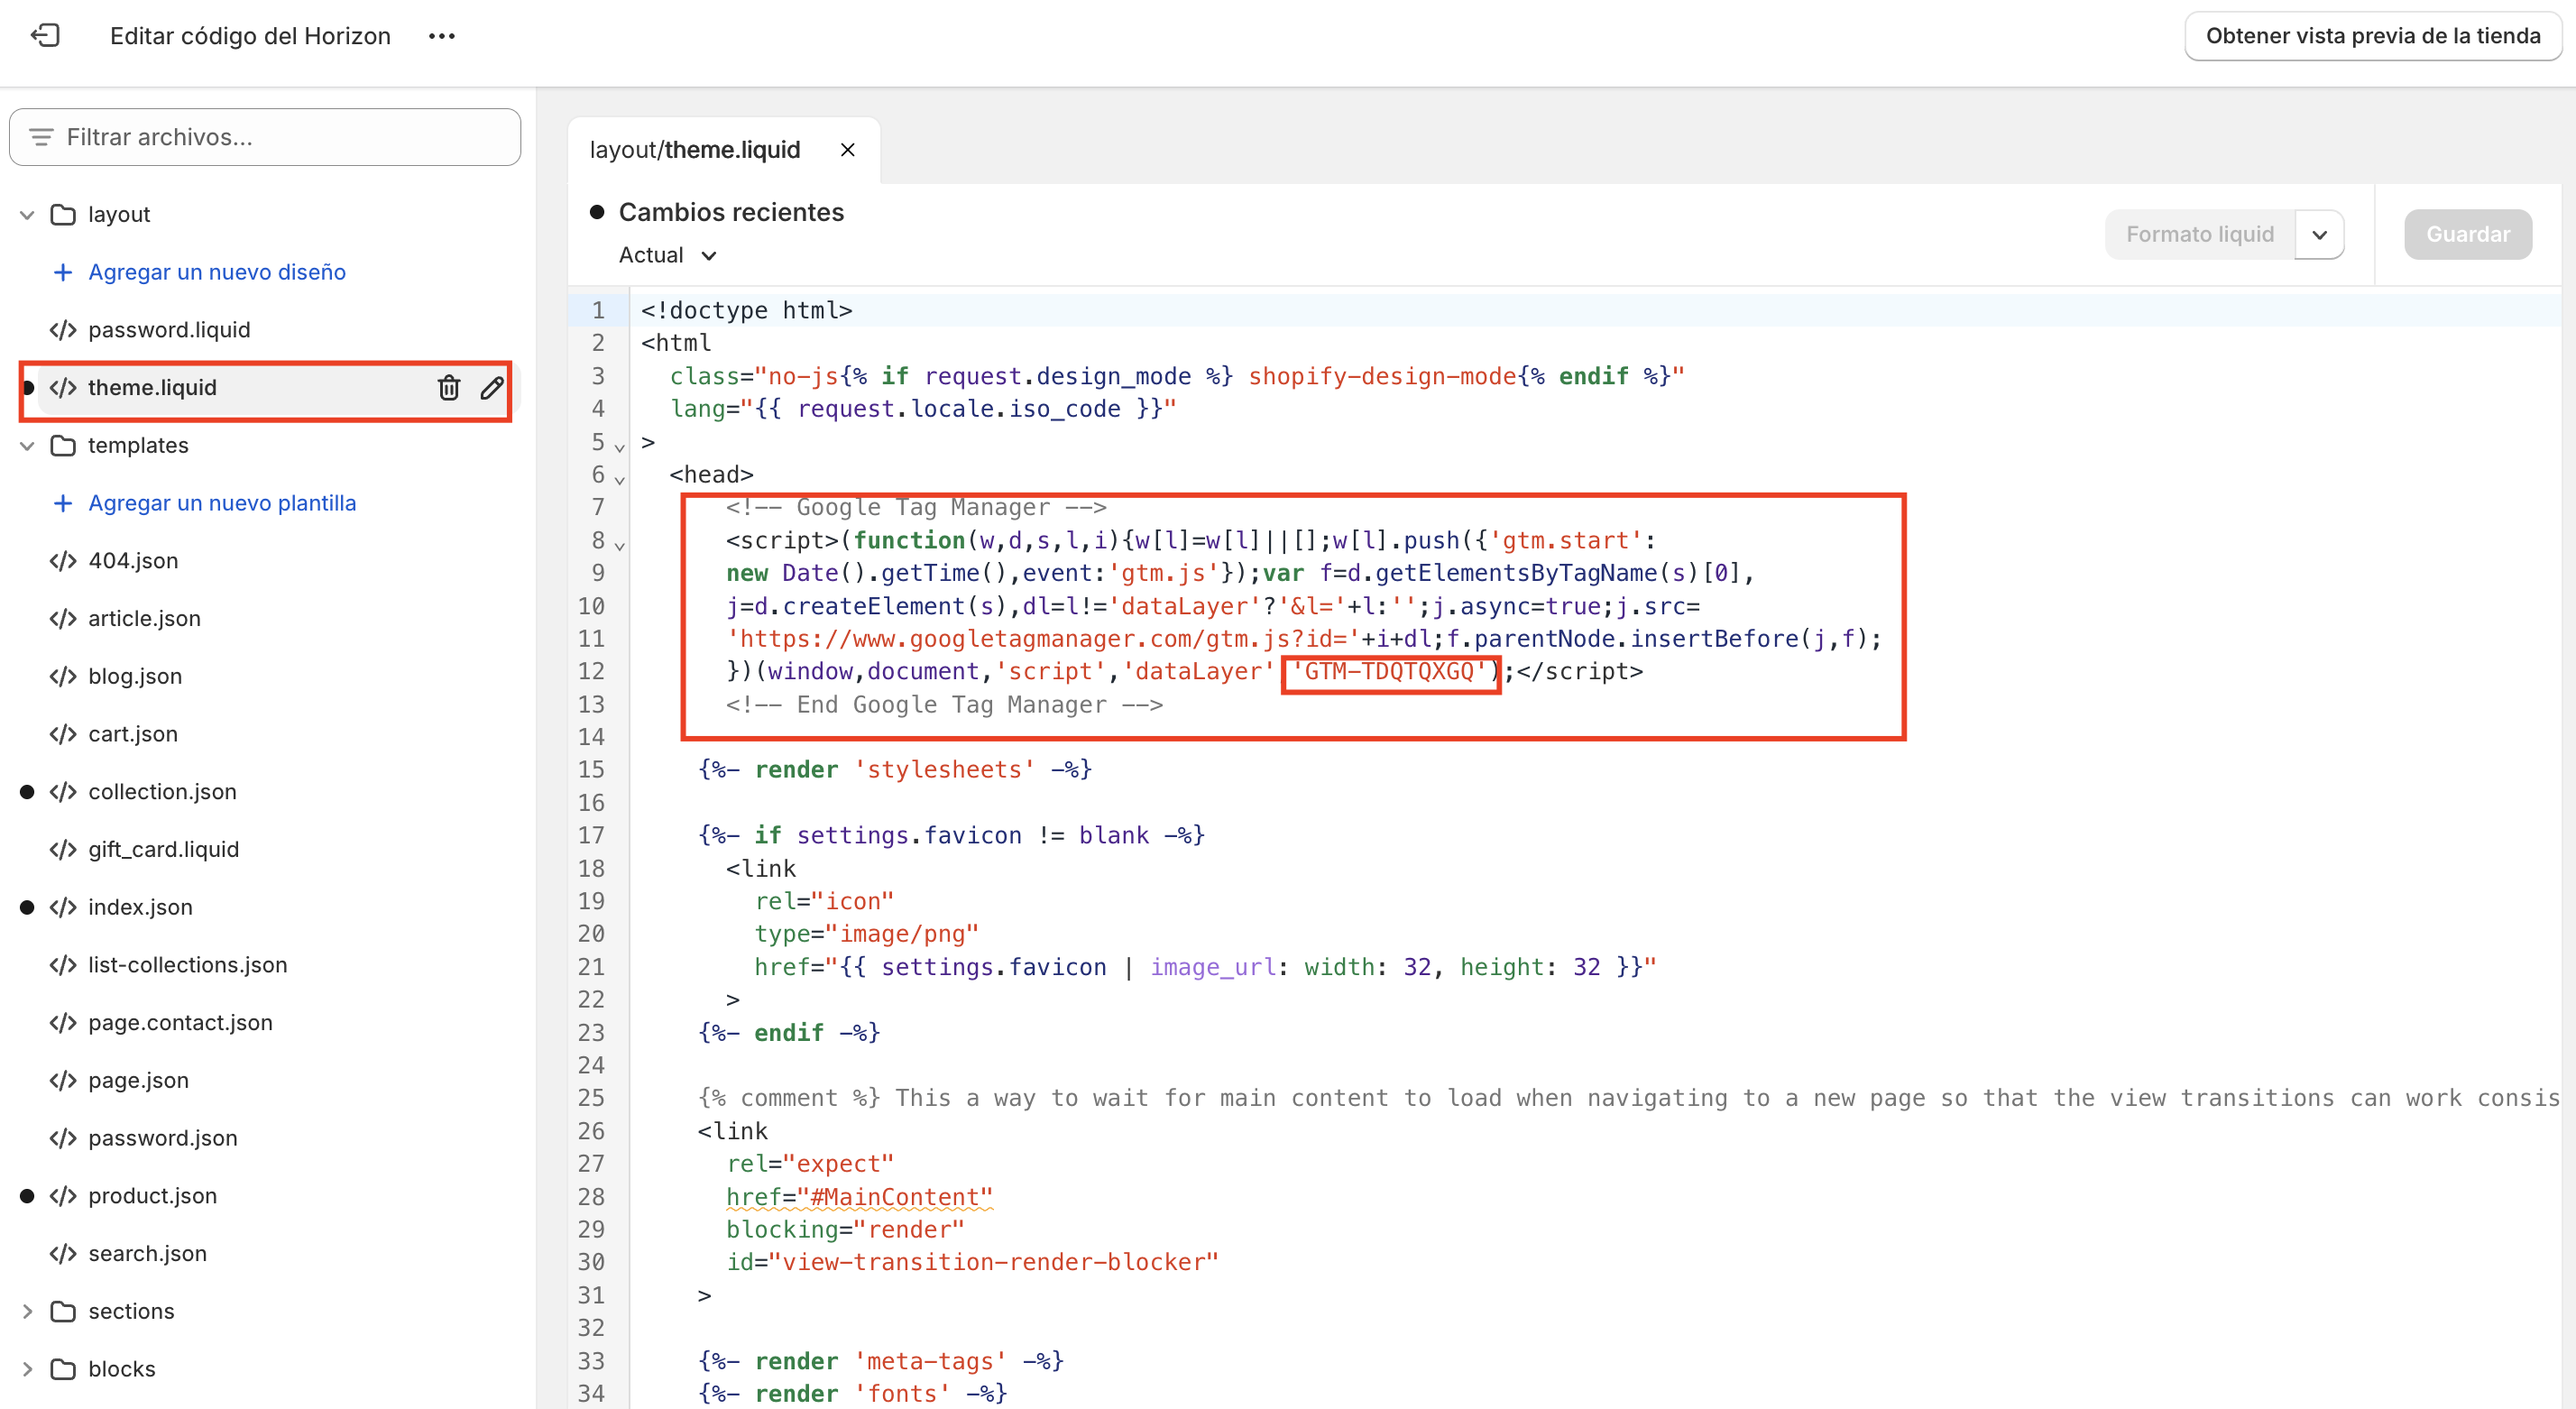 Editar código del Horizon
Obtener vista previa de la tienda
Filtrar archivos...
layout
Agregar un nuevo diseño
password.liquid
theme.liquid
templates
Agregar un nuevo plantilla
404.json
article.json
blog.json
cart.json
collection.json
gift_card.liquid
index.json
list-collections.json
page.contact.json
page.json
password.json
product.json
search.json
sections
blocks
layout/theme.liquid
Cambios recientes
Actual
Formato liquid
Guardar
1 <!doctype html>
2 <html
3 class="no-js{% if request.design_mode %} shopify-design-mode{% endif %}"
4 lang="{{ request.locale.iso_code }}"
5 >
6 <head>
7 <!-- Google Tag Manager -->
8 <script>(function(w,d,s,l,i){w[l]=w[l]||[];w[l].push({'gtm.start':
9 new Date().getTime(),event:'gtm.js'});var f=d.getElementsByTagName(s)[0],
10 j=d.createElement(s),dl=l!='dataLayer'?'&l='+l:'';j.async=true;j.src=
11 'https://www.googletagmanager.com/gtm.js?id='+i+dl;f.parentNode.insertBefore(j,f);
12 })(window,document,'script','dataLayer','GTM-TDQTQXGQ');</script>
13 <!-- End Google Tag Manager -->
14
15 {%- render 'stylesheets' -%}
16
17 {%- if settings.favicon != blank -%}
18 <link
19 rel="icon"
20 type="image/png"
21 href="{{ settings.favicon | image_url: width: 32, height: 32 }}"
22 >
23 {%- endif -%}
24
25 {% comment %} This a way to wait for main content to load when navigating to a new page so that the view transitions can work consis
26 <link
27 rel="expect"
28 href="#MainContent"
29 blocking="render"
30 id="view-transition-render-blocker"
31 >
32
33 {%- render 'meta-tags' -%}
34 {%- render 'fonts' -%}